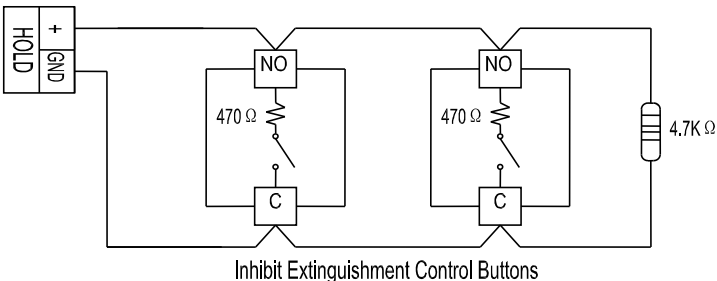 HOLD
+
GND
NO
470 Ω
C
NO
470 Ω
C
4.7K Ω
Inhibit Extinguishment Control Buttons